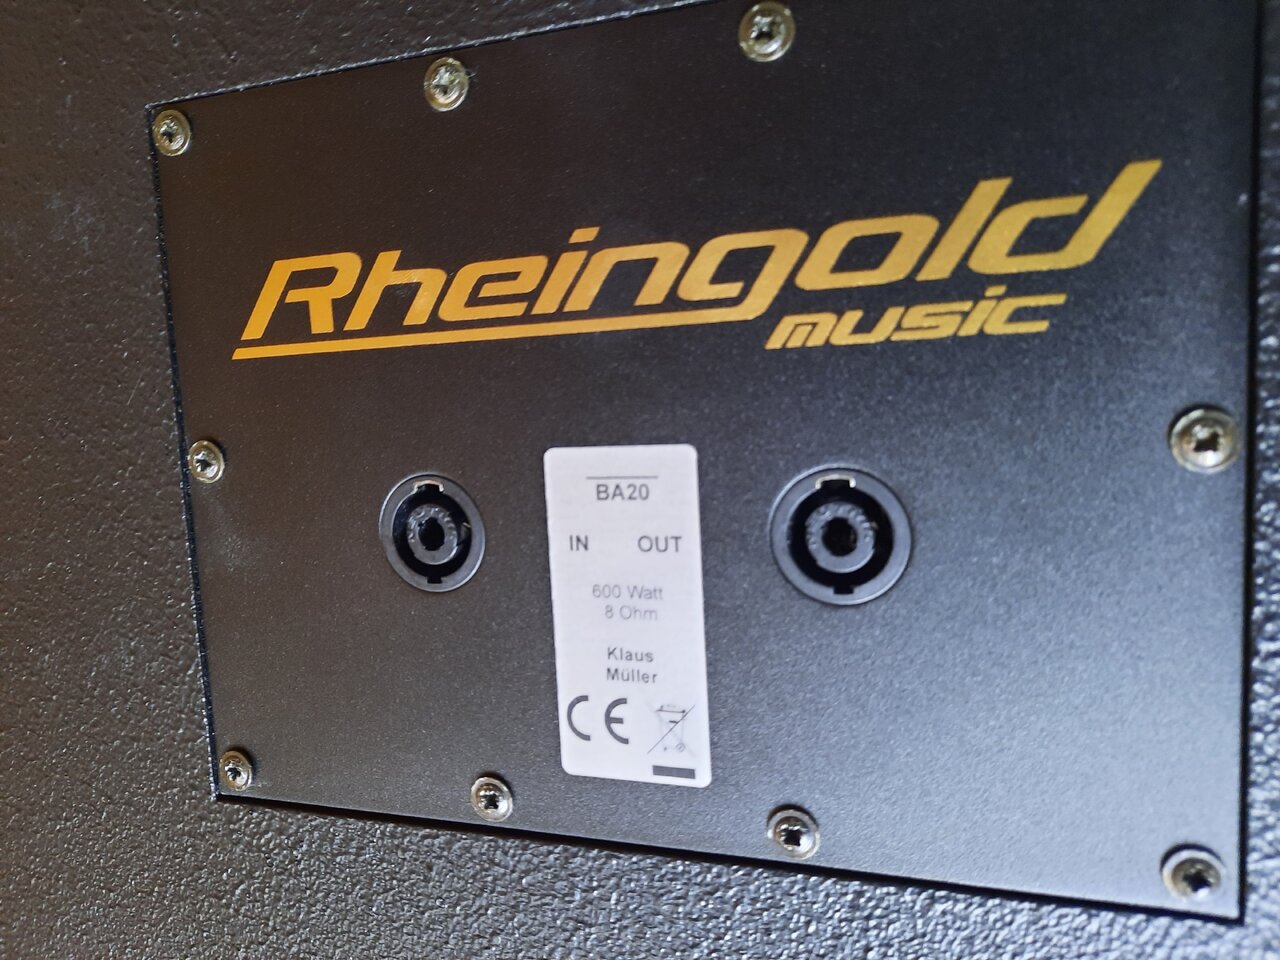 Rheingold
music
BA20
IN OUT
600 Watt
8 Ohm
Klaus
Müller
CE